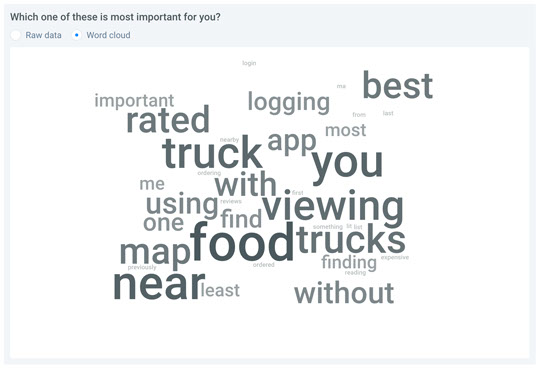 Which one of these is most important for you?
Raw data Word cloud
login
best
ma
important logging
rated from last
most
nearby app
truck you
ordering
me with
first
using reviews viewing
one find something list
food trucks
map expensive
finding
previously ordered
reading
near least without